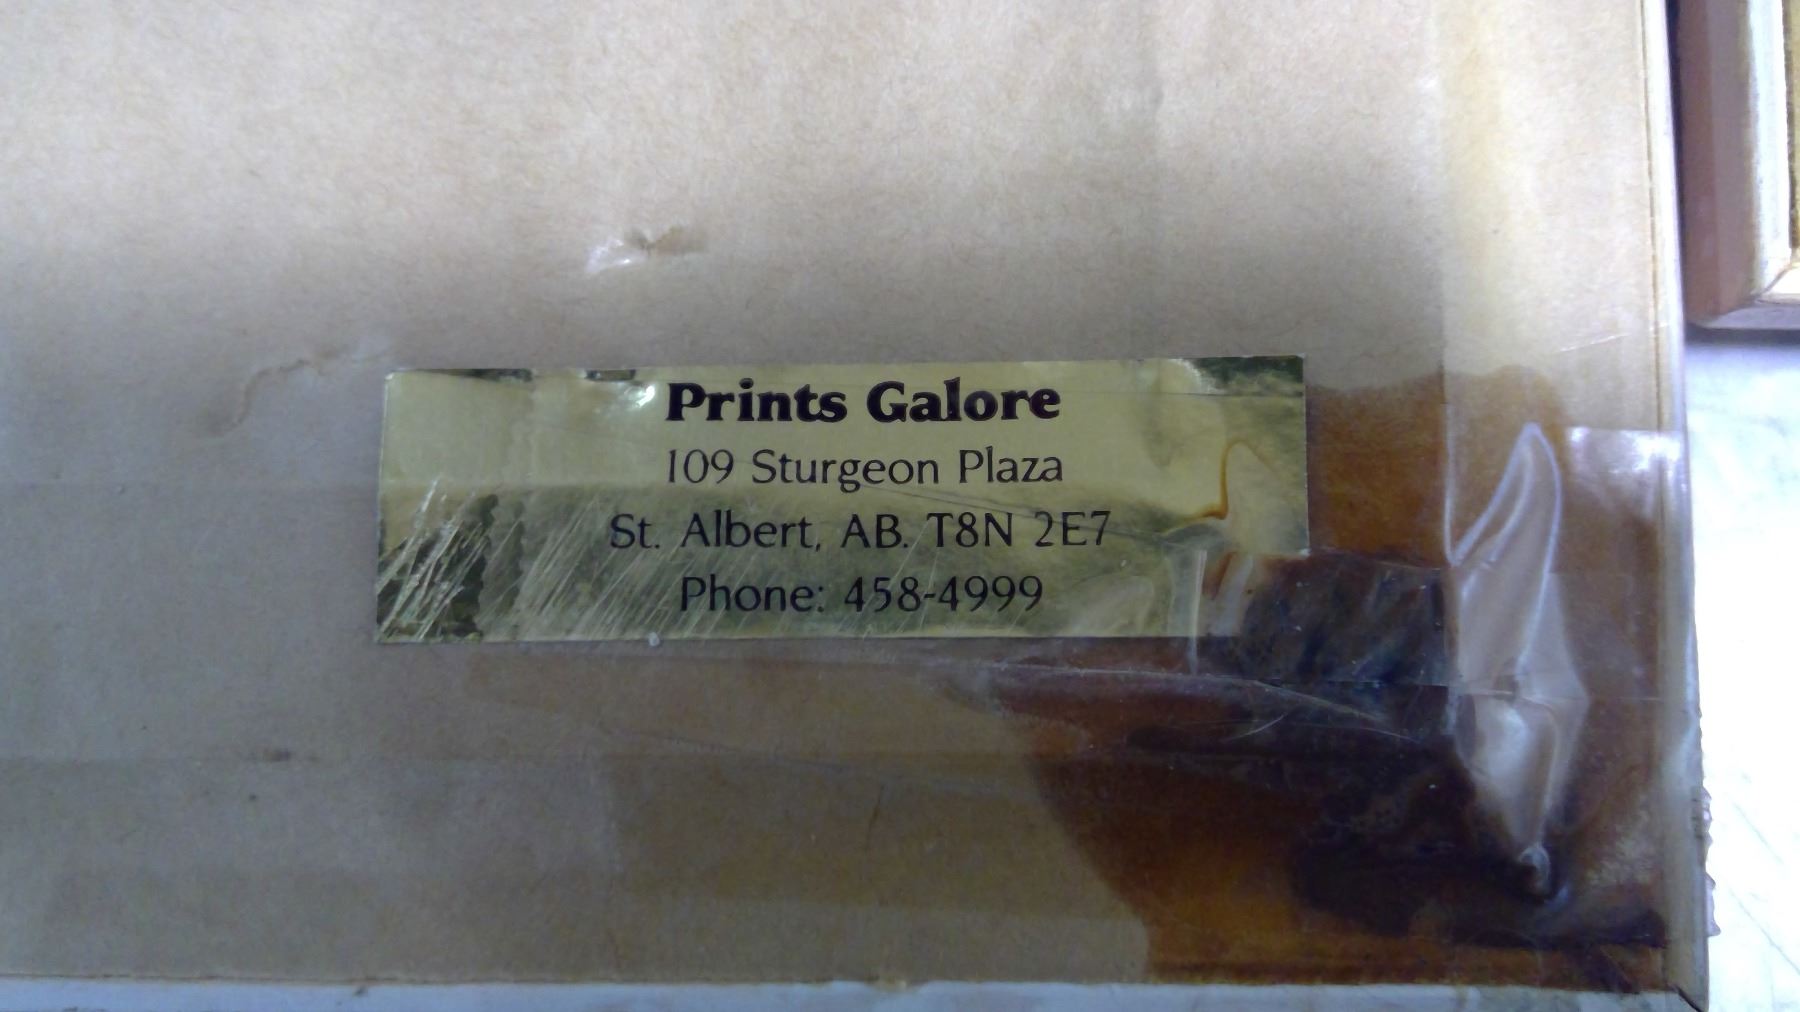 Prints Galore
109 Sturgeon Plaza
St. Albert, AB. T8N 2E7
Phone: 458-4999